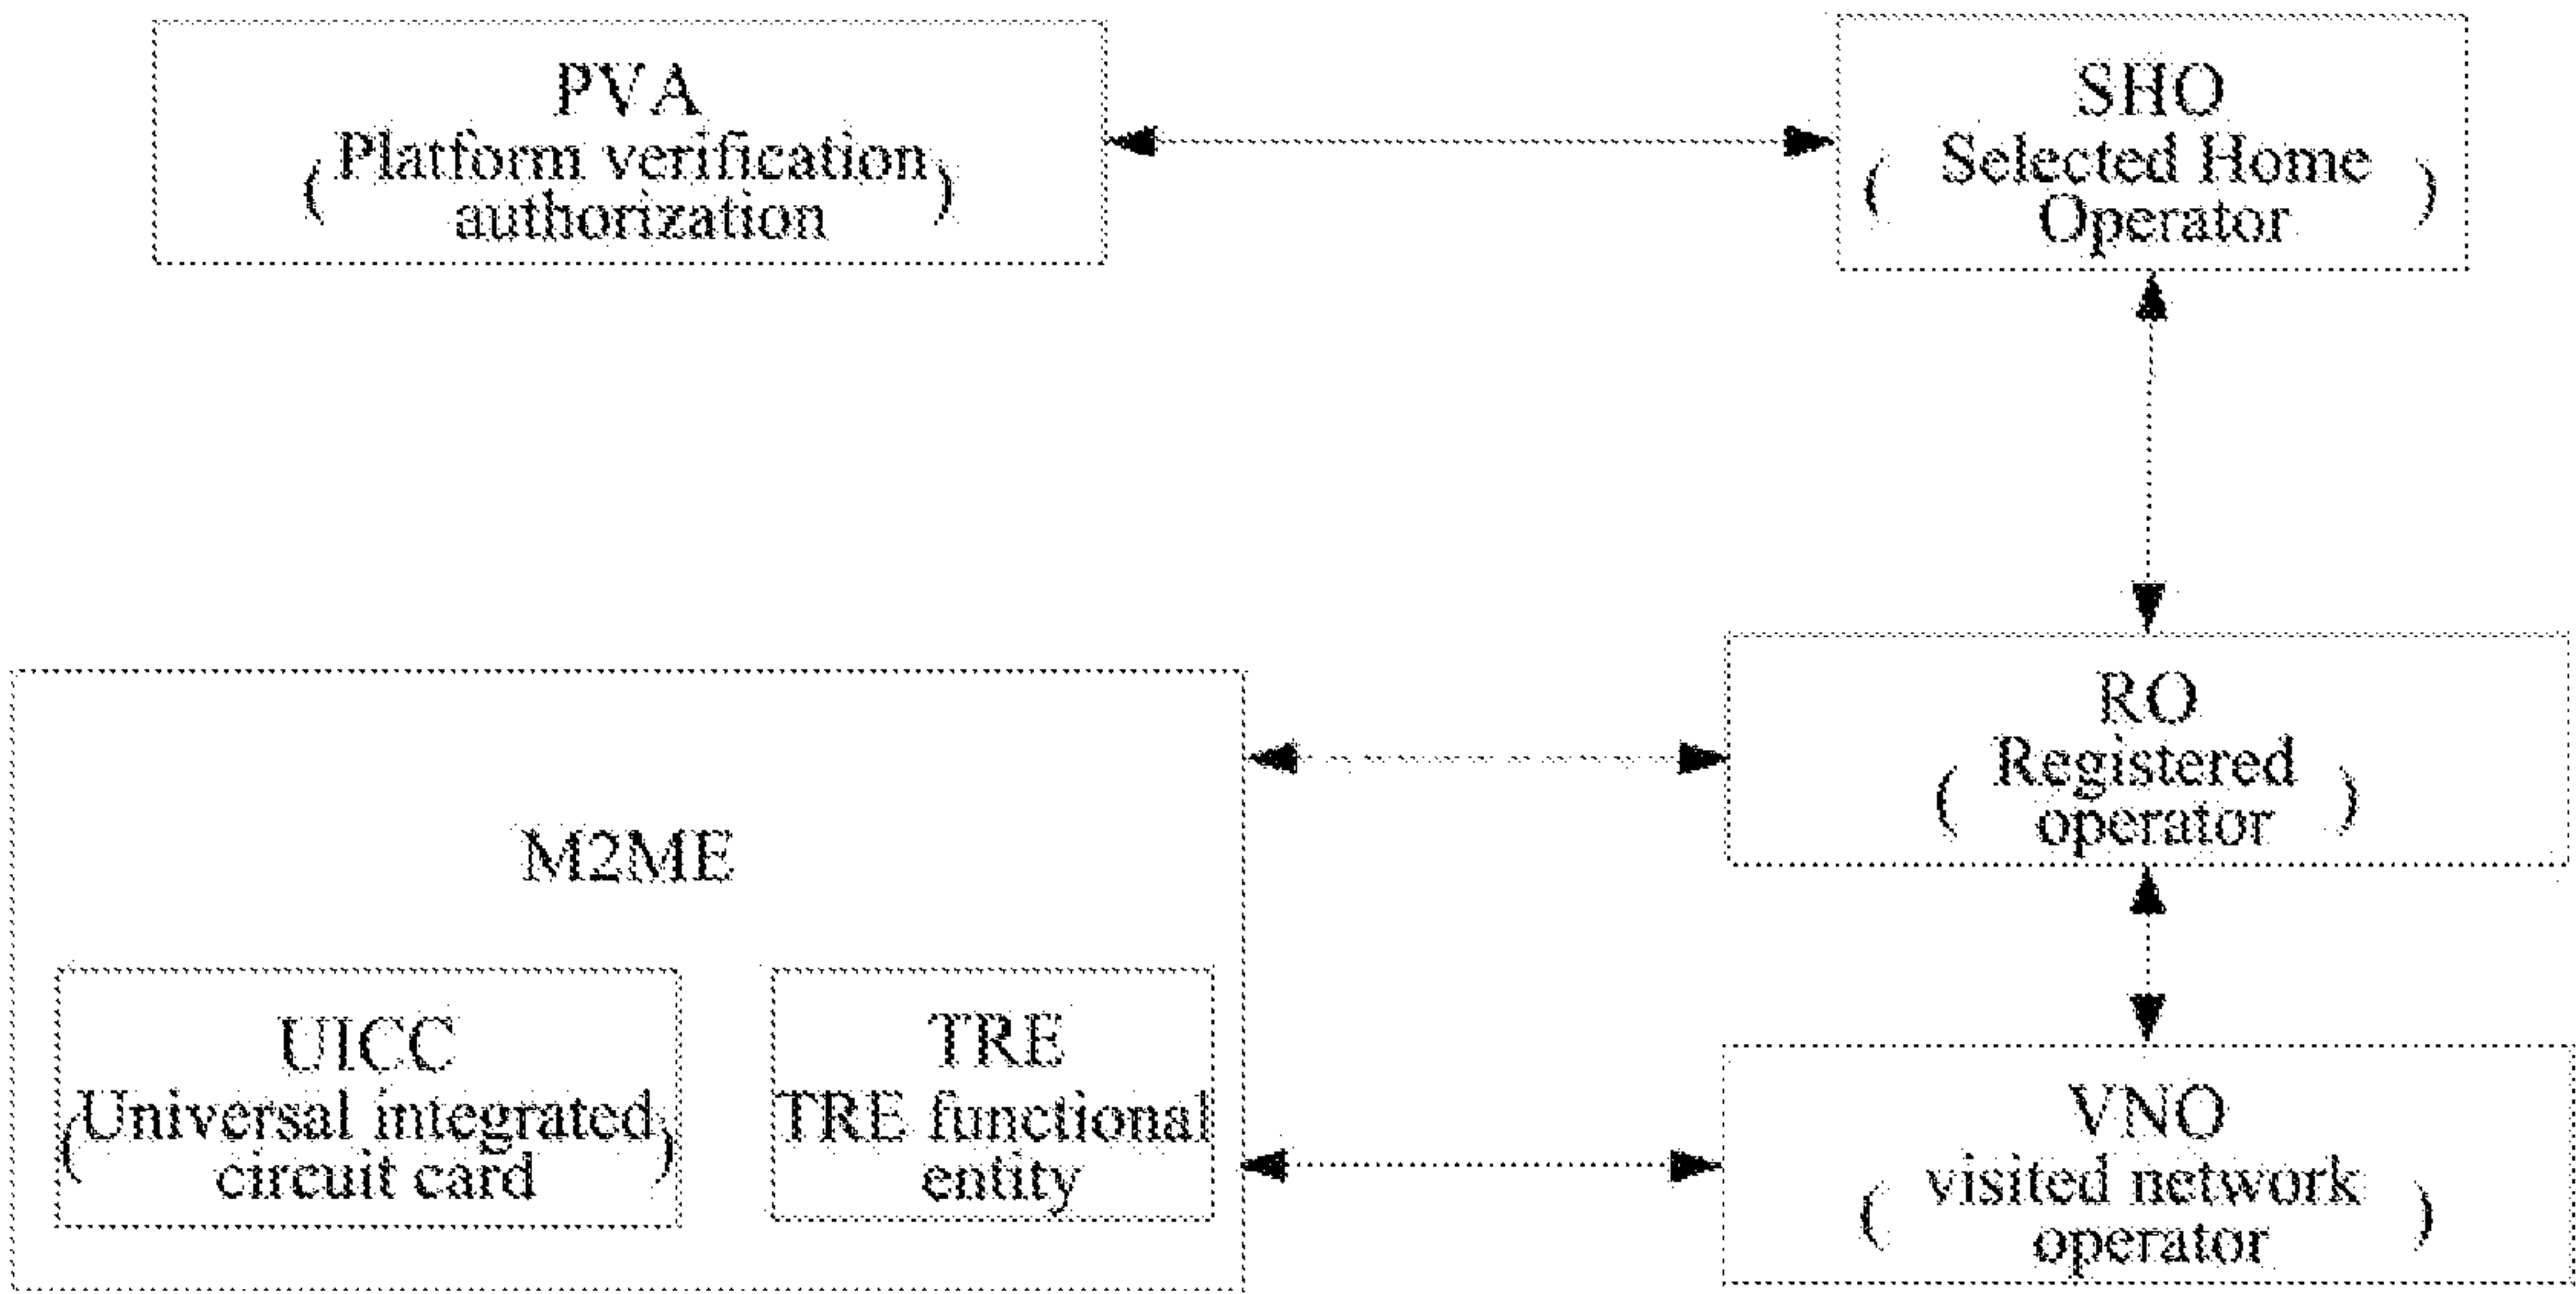 PVA
(Platform verification
authorization)
SHO
(Selected Home
Operator)
RO
(Registered
operator)
M2ME
UICC
(Universal integrated
circuit card)
TRE
TRE functional
entity
VNO
(visited network
operator)